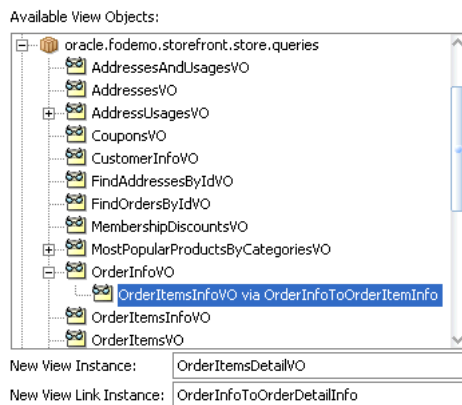 Available View Objects:
oracle.fodemo.storefront.store.queries
AddressesAndUsagesVO
AddressesVO
AddressUsagesVO
CouponsVO
CustomerInfoVO
FindAddressesByIdVO
FindOrdersByIdVO
MembershipDiscountsVO
MostPopularProductsByCategoriesVO
OrderInfoVO
OrderItemsInfoVO via OrderInfoToOrderItemInfo
OrderItemsInfoVO
OrderItemsVO
New View Instance: OrderItemsDetailVO
New View Link Instance: OrderInfoToOrderDetailInfo